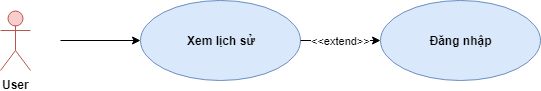 Xem lịch sử
<<extend>>
Đăng nhập
User